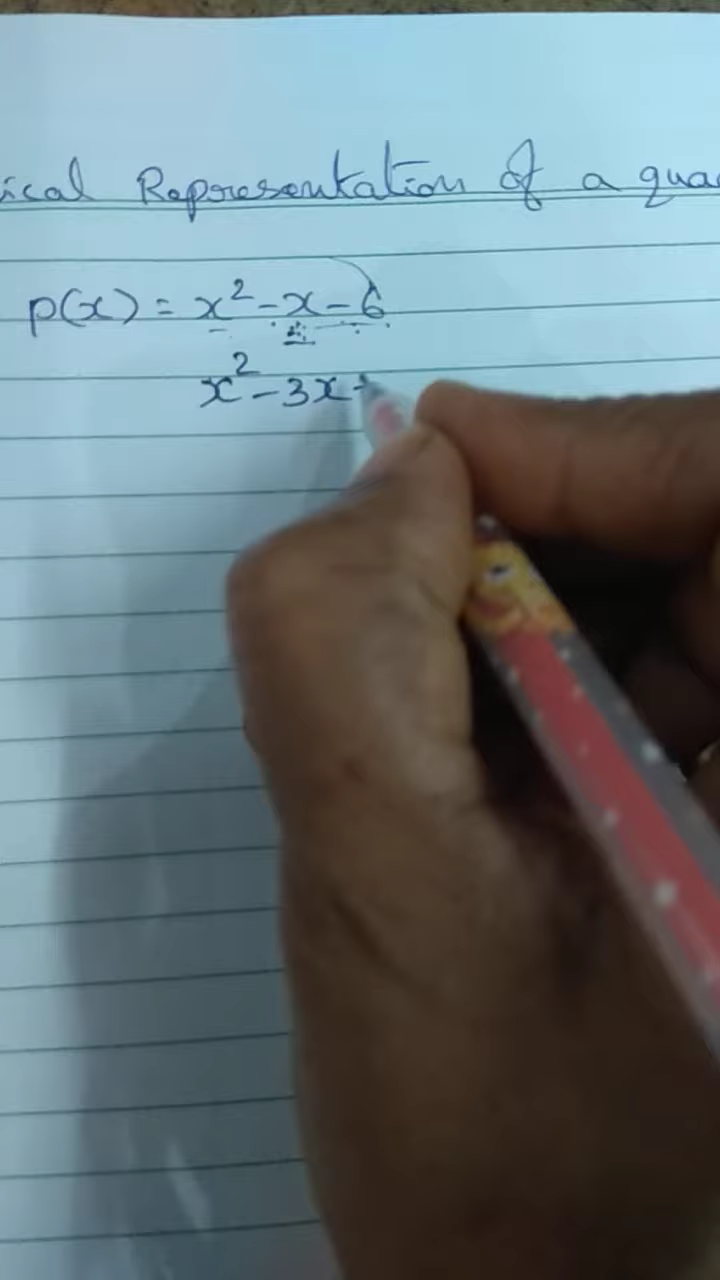 ical Representation Of a qua
p(x) = x² - x - 6
x² - 3x +